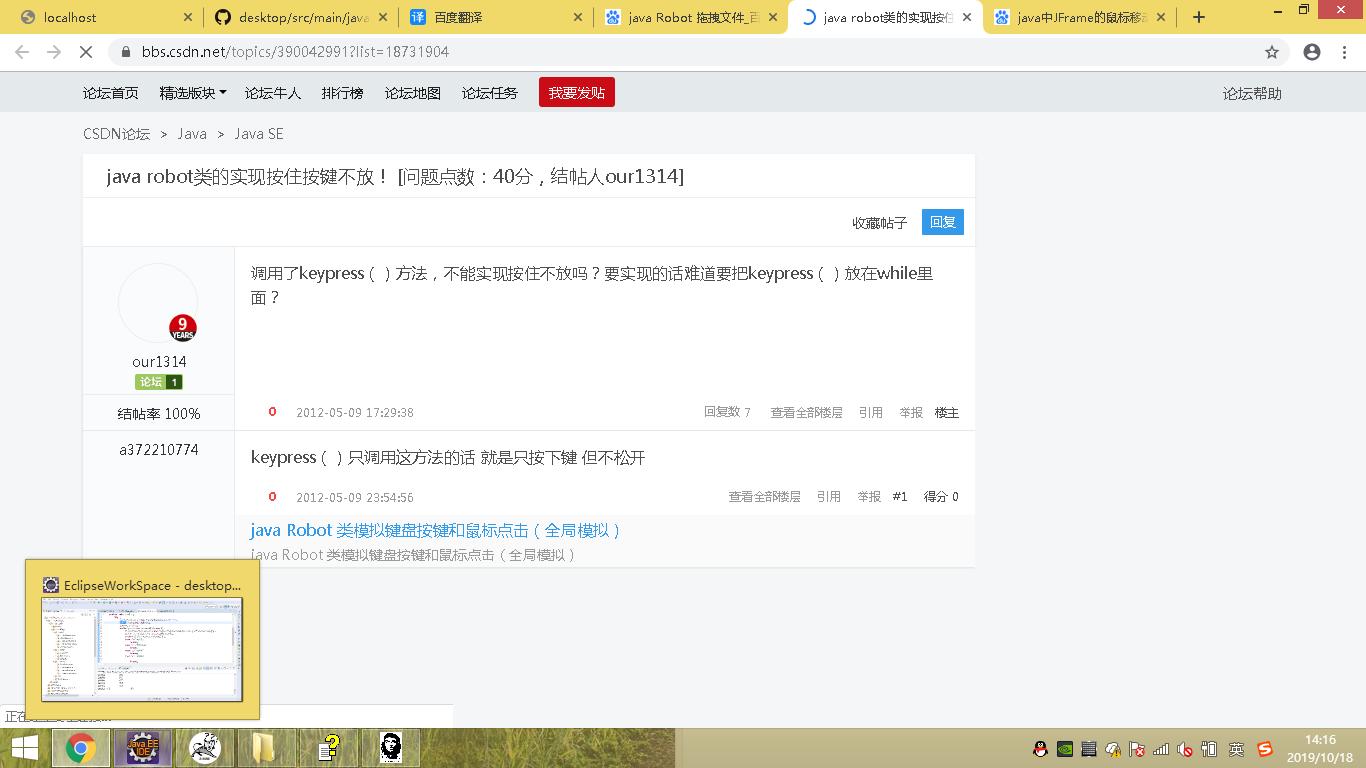 localhost
desktop/src/main/java
百度翻译
java Robot 拖拽文件_百
java robot类的实现按住
java中JFrame的鼠标移动
bbs.csdn.net/topics/390042991?list=18731904
论坛首页 精选版块 论坛牛人 排行榜 论坛地图 论坛任务 我要发贴 论坛帮助
CSDN论坛 > Java > Java SE
java robot类的实现按住按键不放！ [问题点数：40分，结帖人our1314]
收藏帖子 回复
调用了keypress（ ）方法，不能实现按住不放吗？要实现的话难道要把keypress（ ）放在while里
面？
9
YEARS
our1314
论坛 1
结帖率 100%
0 2012-05-09 17:29:38 回复数 7 查看全部楼层 引用 举报 楼主
a372210774
keypress（ ）只调用这方法的话 就是只按下键 但不松开
0 2012-05-09 23:54:56 查看全部楼层 引用 举报 #1 得分 0
java Robot 类模拟键盘按键和鼠标点击（全局模拟）
java Robot 类模拟键盘按键和鼠标点击（全局模拟）
EclipseWorkSpace - desktop...
Java EE
IDE
英
14:16
2019/10/18